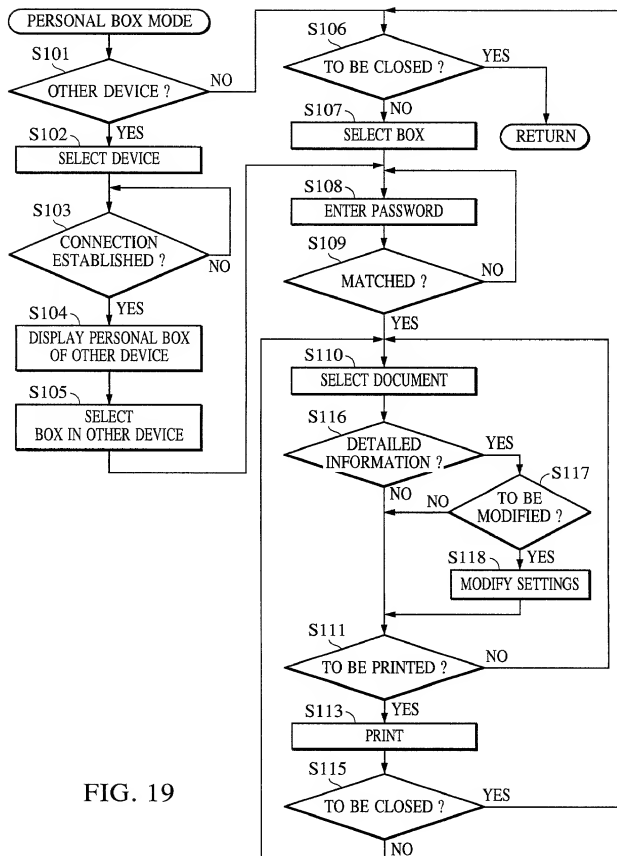 PERSONAL BOX MODE
S101
OTHER DEVICE ?
NO
YES
S102
SELECT DEVICE
S103
CONNECTION
ESTABLISHED ?
NO
YES
S104
DISPLAY PERSONAL BOX
OF OTHER DEVICE
S105
SELECT
BOX IN OTHER DEVICE
S106
TO BE CLOSED ?
YES
NO
RETURN
S107
SELECT BOX
S108
ENTER PASSWORD
S109
MATCHED ?
NO
YES
S110
SELECT DOCUMENT
S116
DETAILED
INFORMATION ?
YES
NO
S117
TO BE
MODIFIED ?
NO
YES
S118
MODIFY SETTINGS
S111
TO BE PRINTED ?
NO
YES
S113
PRINT
S115
TO BE CLOSED ?
YES
NO
FIG. 19